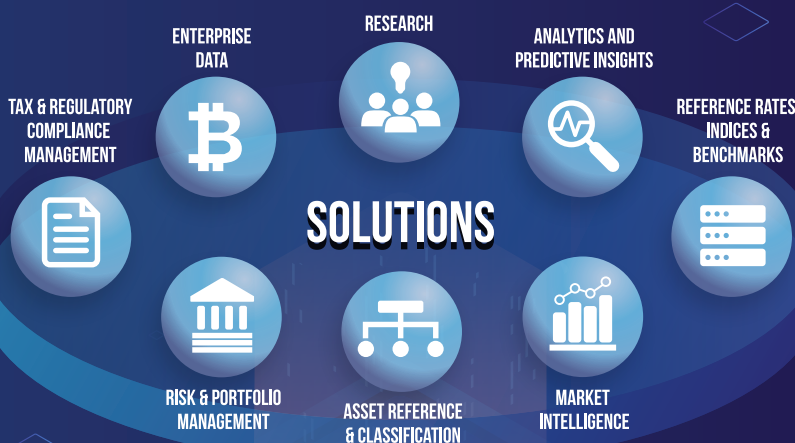 RESEARCH
ENTERPRISE
DATA
ANALYTICS AND
PREDICTIVE INSIGHTS
TAX & REGULATORY
COMPLIANCE
MANAGEMENT
REFERENCE RATES
INDICES &
BENCHMARKS
SOLUTIONS
RISK & PORTFOLIO
MANAGEMENT
ASSET REFERENCE
& CLASSIFICATION
MARKET
INTELLIGENCE